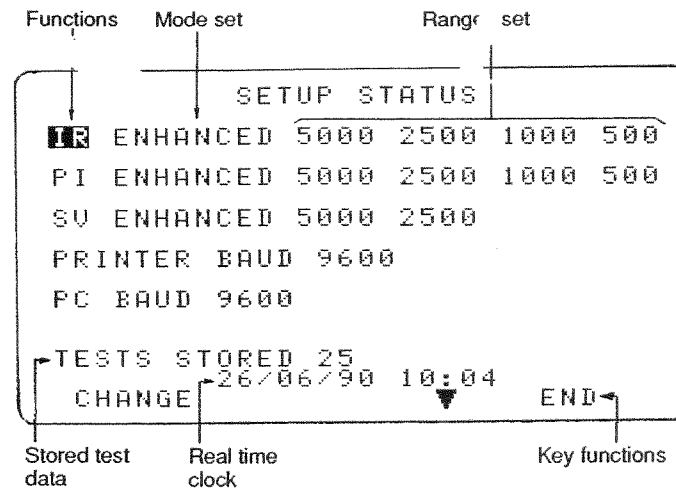 Functions Mode set Range set
SETUP STATUS
IR ENHANCED 5000 2500 1000 500
PI ENHANCED 5000 2500 1000 500
SV ENHANCED 5000 2500
PRINTER BAUD 9600
PC BAUD 9600
TESTS STORED 25
26/06/90 10:04
CHANGE END
Stored test data
Real time clock
Key functions